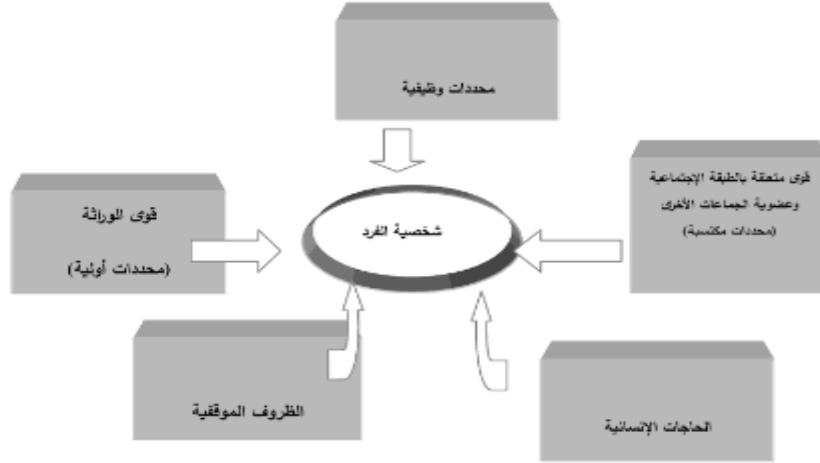 محددات وظيفية
قوى متعلقة بالطبقة الإجتماعية
وعضوية الجماعات الأخرى
(محددات مكتسبة)
قوى الوراثة
(محددات أولية)
شخصية الفرد
الظروف الموقفية
الحاجات الإنسانية